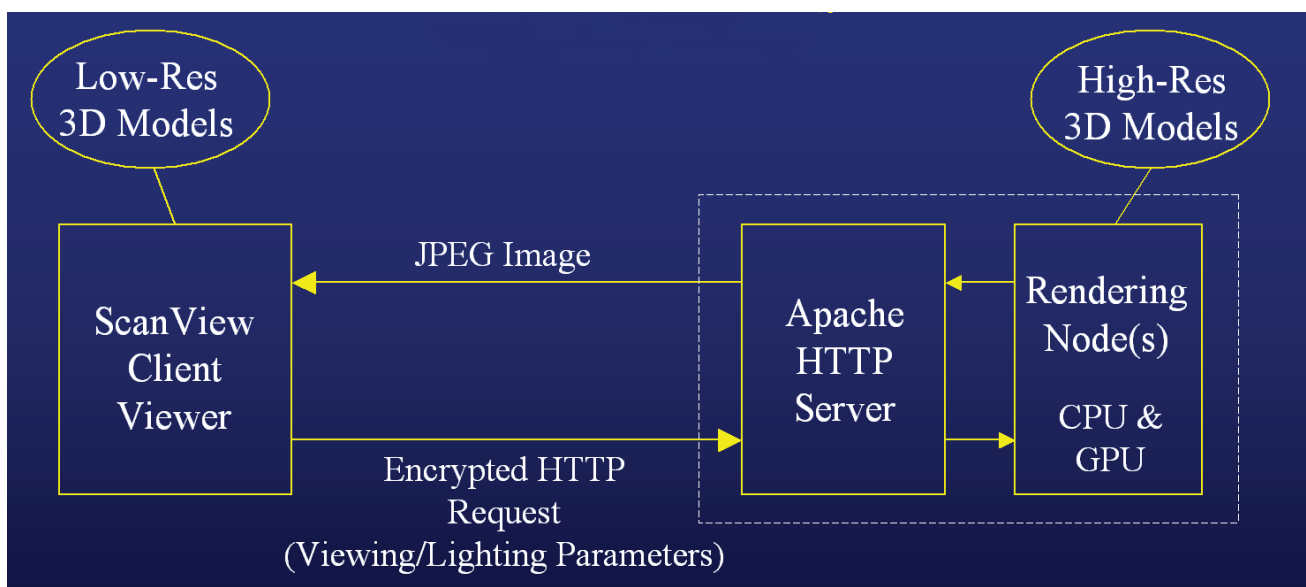 Low-Res
3D Models
High-Res
3D Models
ScanView
Client
Viewer
JPEG Image
Encrypted HTTP
Request
(Viewing/Lighting Parameters)
Apache
HTTP
Server
Rendering
Node(s)
CPU &
GPU